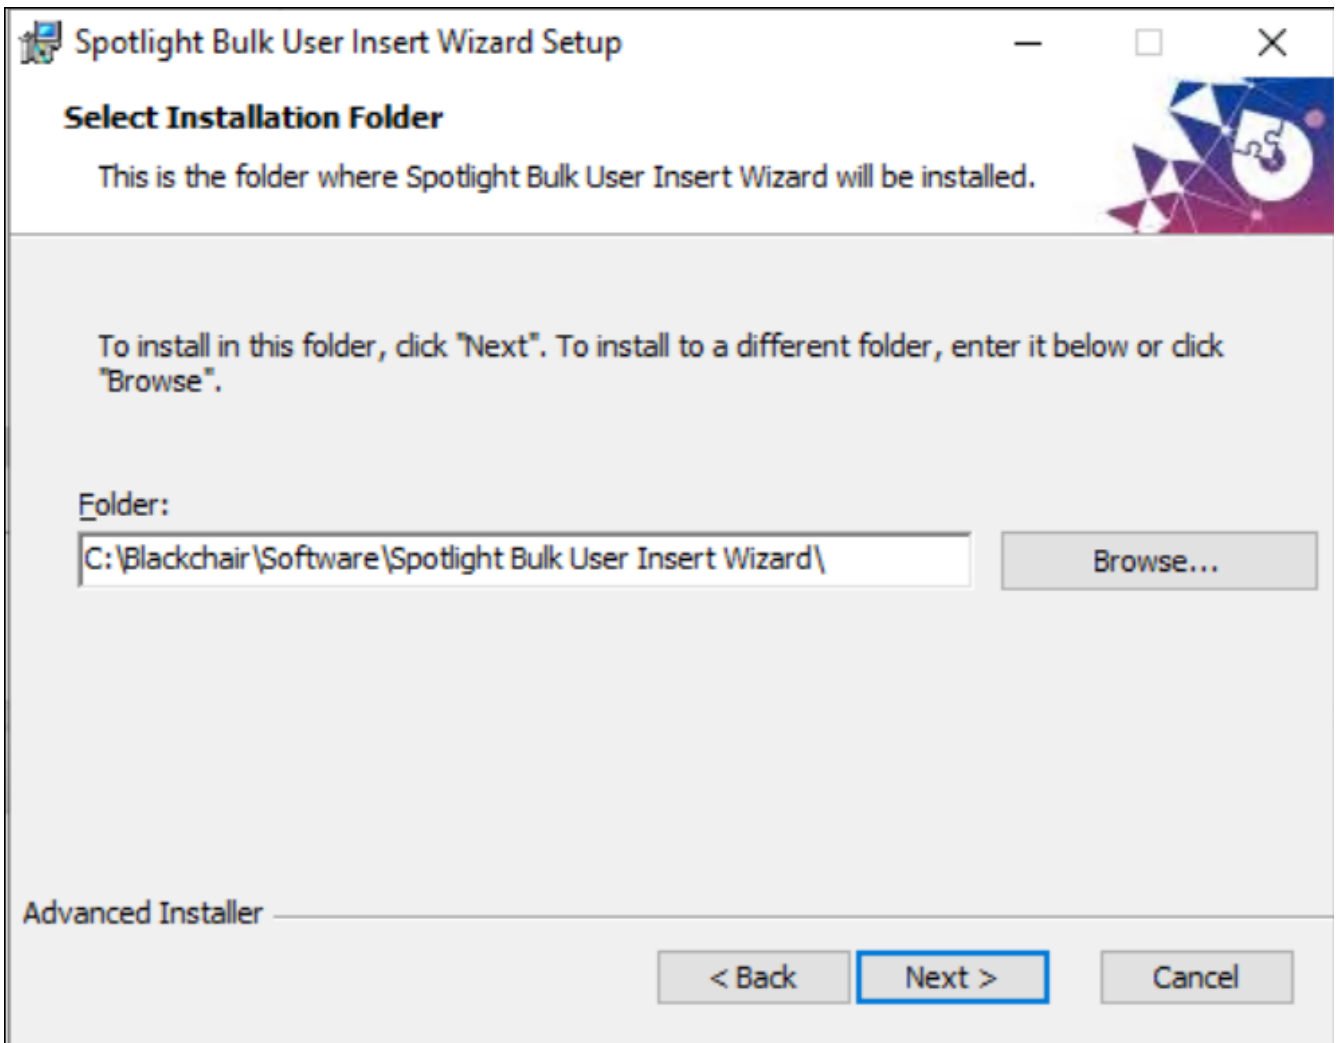 Spotlight Bulk User Insert Wizard Setup
Select Installation Folder
This is the folder where Spotlight Bulk User Insert Wizard will be installed.
To install in this folder, click "Next". To install to a different folder, enter it below or click
"Browse".
Folder:
C:\Blackchair\Software\Spotlight Bulk User Insert Wizard\
Browse...
Advanced Installer
< Back
Next >
Cancel